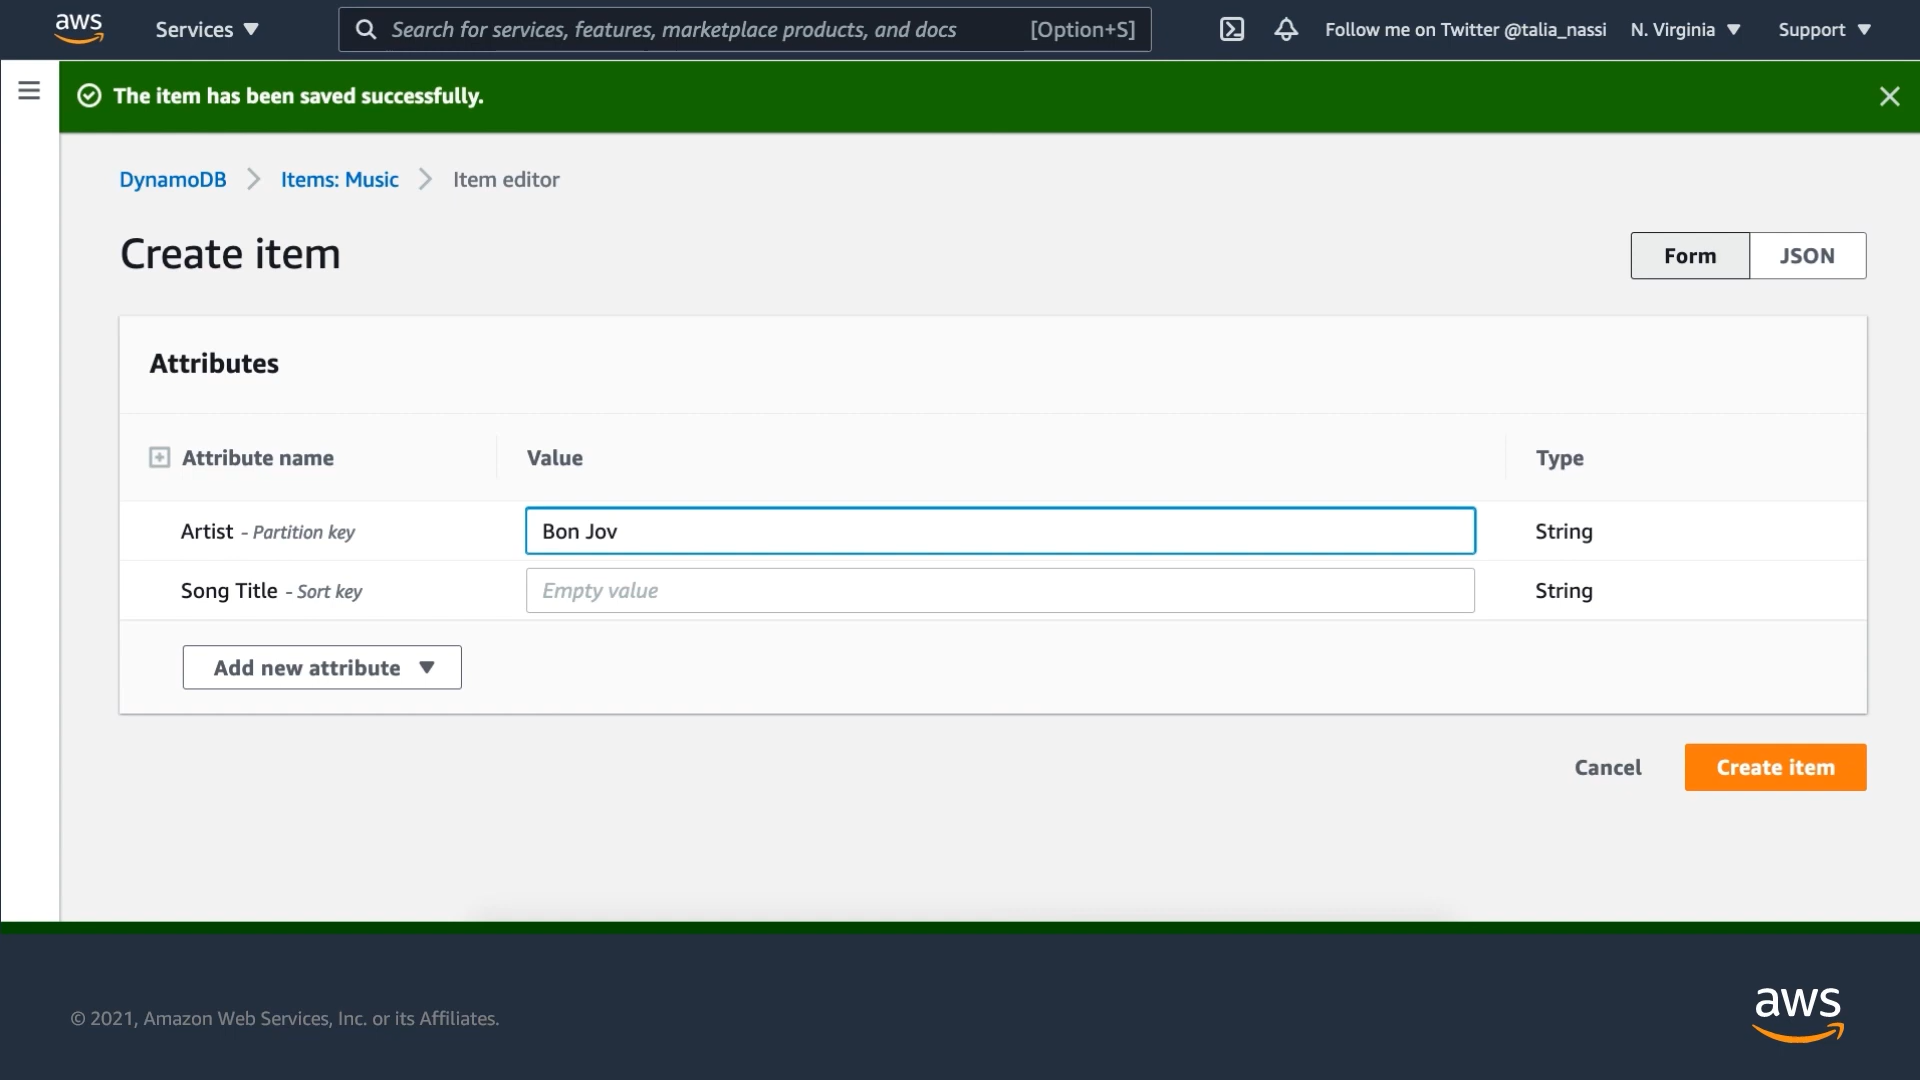 aws Services Search for services, features, marketplace products, and docs [Option+S] Follow me on Twitter @talia_nassi N. Virginia Support
The item has been saved successfully.
DynamoDB Items: Music Item editor
Create item Form JSON
Attributes
Attribute name Value Type
Artist - Partition key Bon Jov String
Song Title - Sort key Empty value String
Add new attribute
Cancel Create item
© 2021, Amazon Web Services, Inc. or its Affiliates. aws